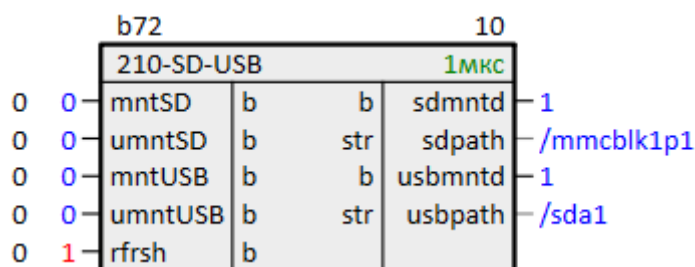 b72 10
210-SD-USB 1мкс
0 0 mntSD b b sdmntd 1
0 0 umntSD b str sdpath /mmcblk1p1
0 0 mntUSB b b usbmntd 1
0 0 umntUSB b str usbpath /sda1
0 1 rfrsh b